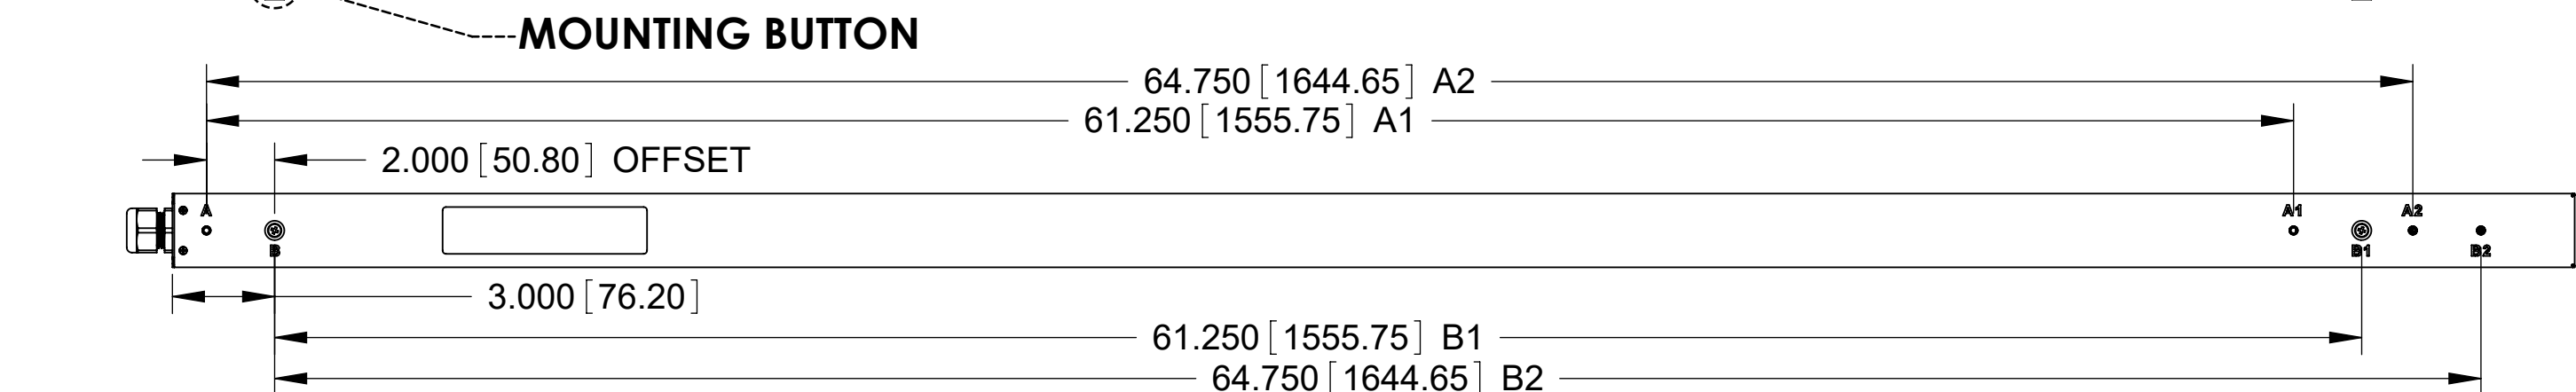 MOUNTING BUTTON
64.750 [1644.65] A2
61.250 [1555.75] A1
2.000 [50.80] OFFSET
A
A1
A2
B
B1
B2
3.000 [76.20]
61.250 [1555.75] B1
64.750 [1644.65] B2